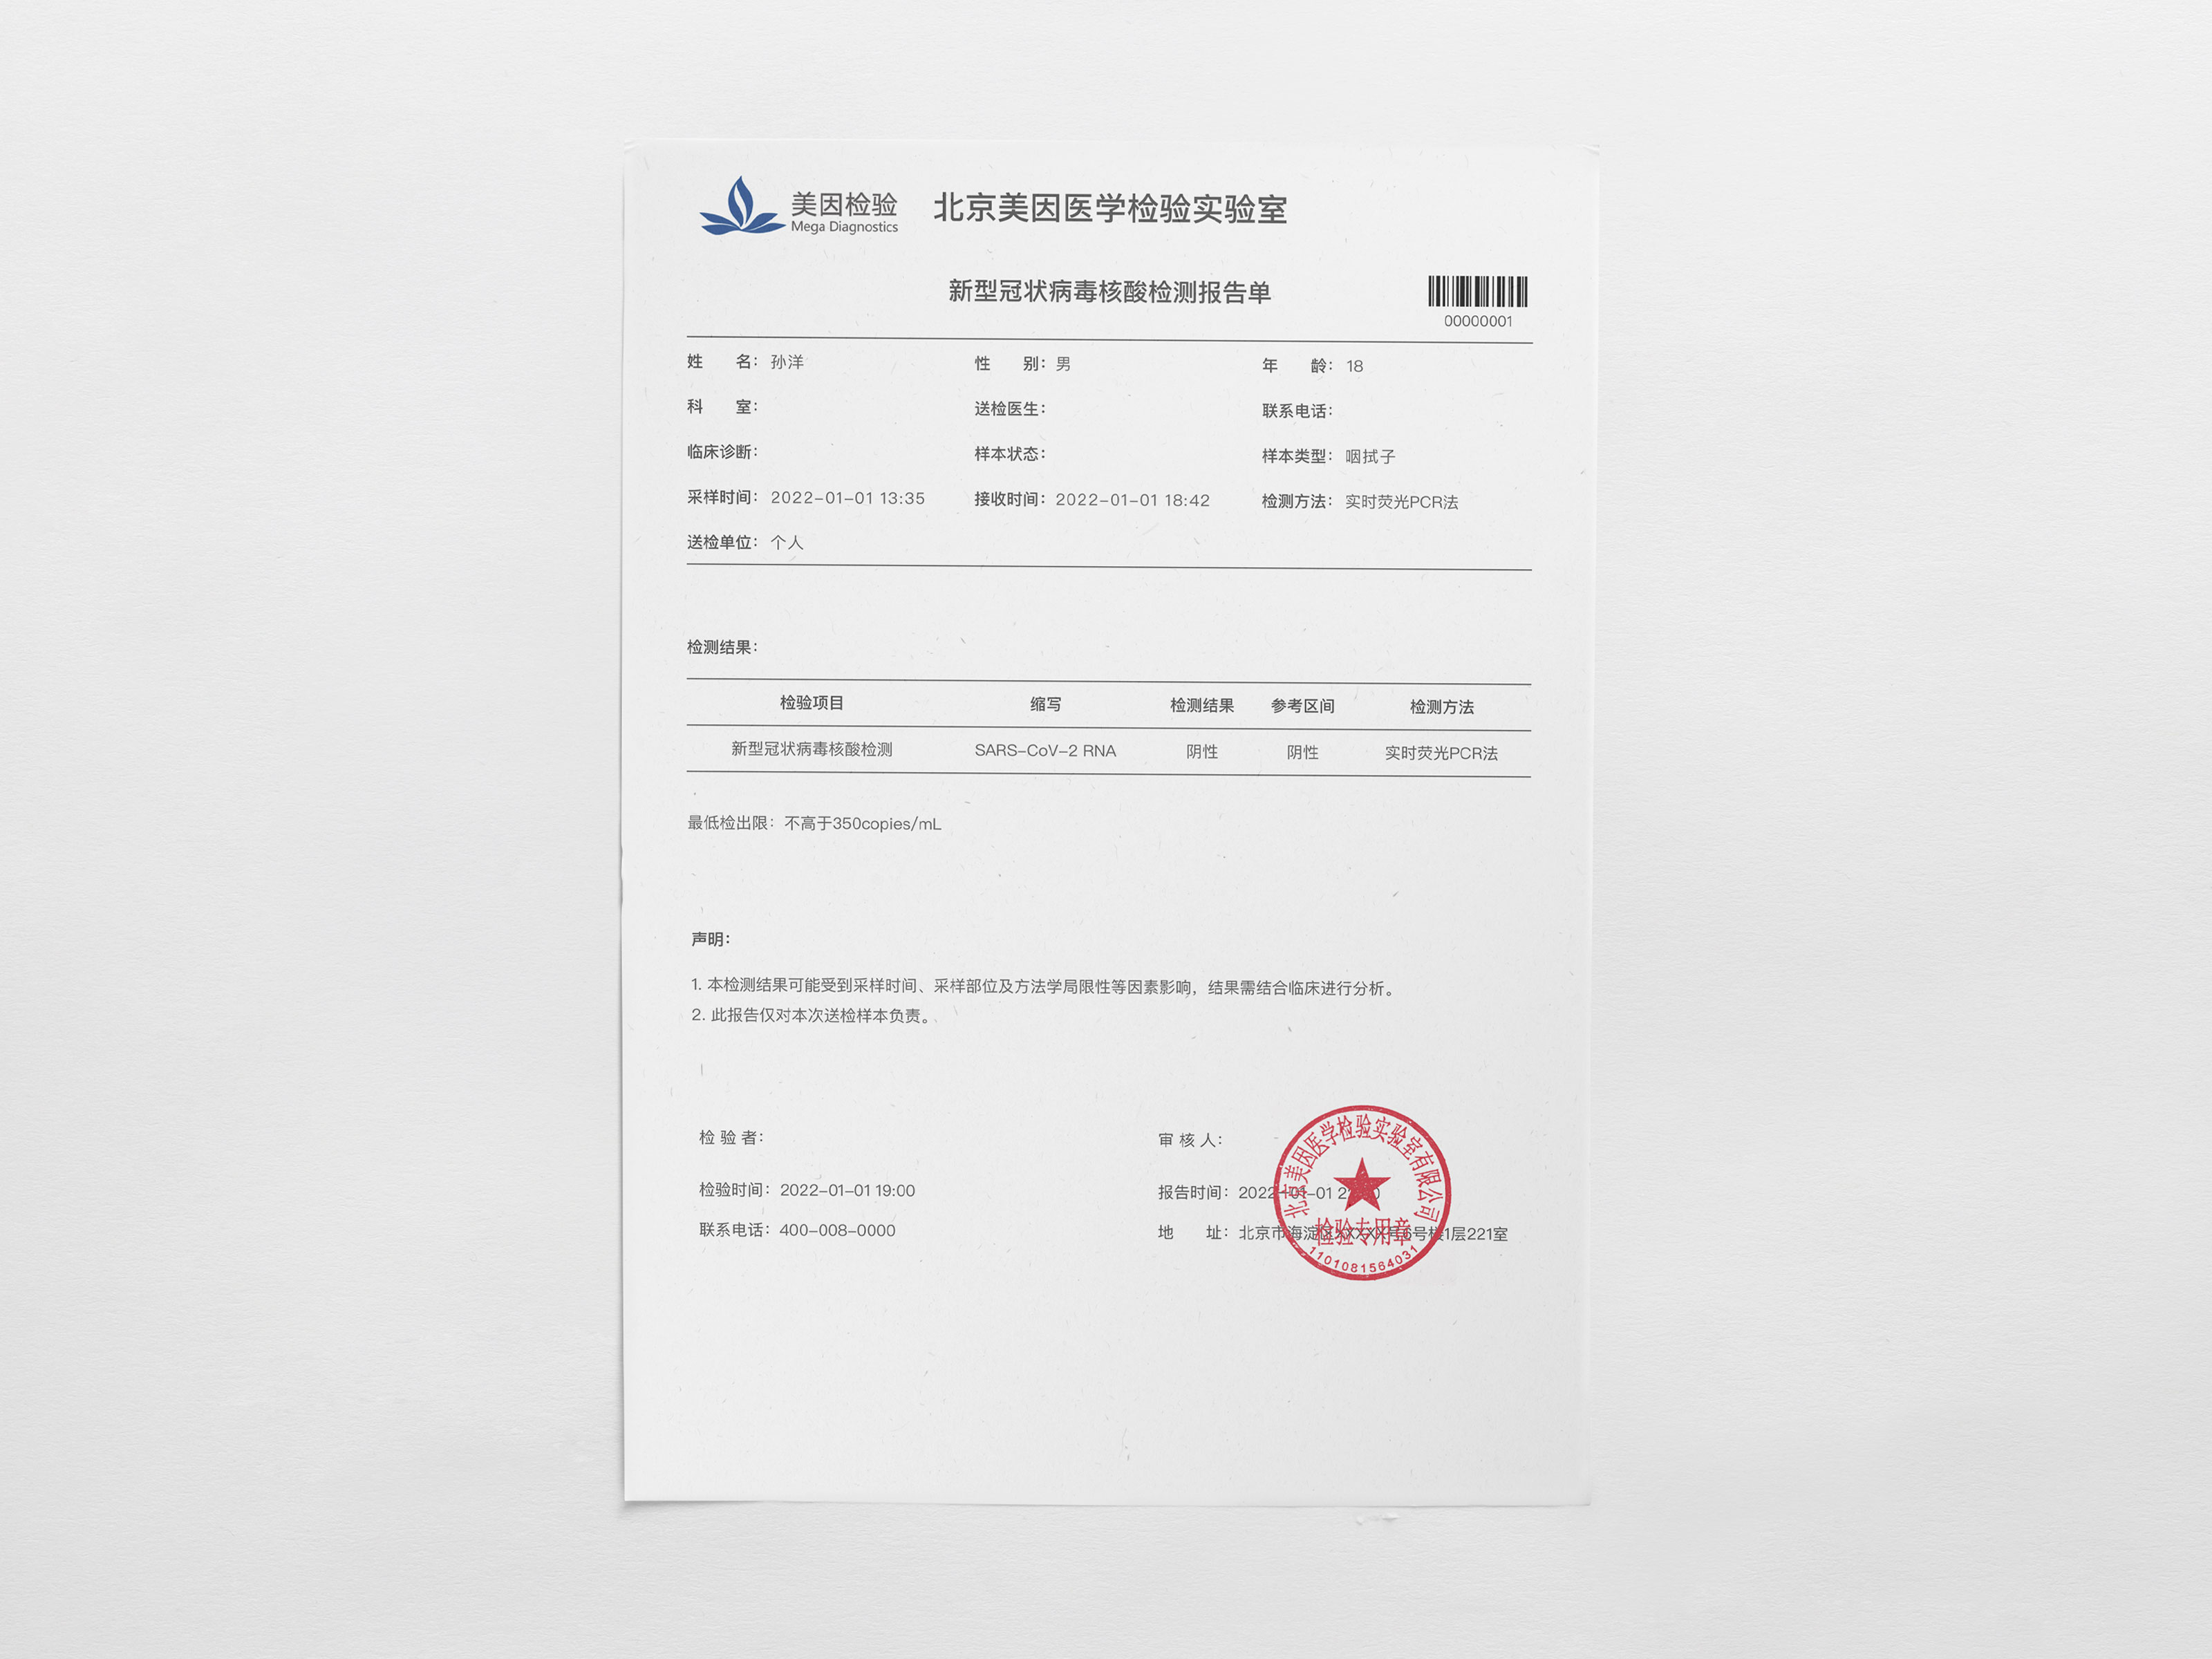 美因检验
Mega Diagnostics
北京美因医学检验实验室
新型冠状病毒核酸检测报告单
00000001
姓 名： 孙洋 性 别： 男 年 龄： 18
科 室： 送检医生： 联系电话：
临床诊断： 样本状态： 样本类型： 咽拭子
采样时间： 2022-01-01 13:35 接收时间： 2022-01-01 18:42 检测方法： 实时荧光PCR法
送检单位： 个人
检测结果：
检验项目 缩写 检测结果 参考区间 检测方法
新型冠状病毒核酸检测 SARS-CoV-2 RNA 阴性 阴性 实时荧光PCR法
最低检出限： 不高于350copies/mL
声明：
1. 本检测结果可能受到采样时间、采样部位及方法学局限性等因素影响，结果需结合临床进行分析。
2. 此报告仅对本次送检样本负责。
检 验 者： 审 核 人：
检验时间： 2022-01-01 19:00 报告时间： 2022-01-01
联系电话： 400-008-0000 地 址： 北京市海淀区 号6号楼1层221室
北京美因医学检验实验室有限公司
检验专用章
1101081564031